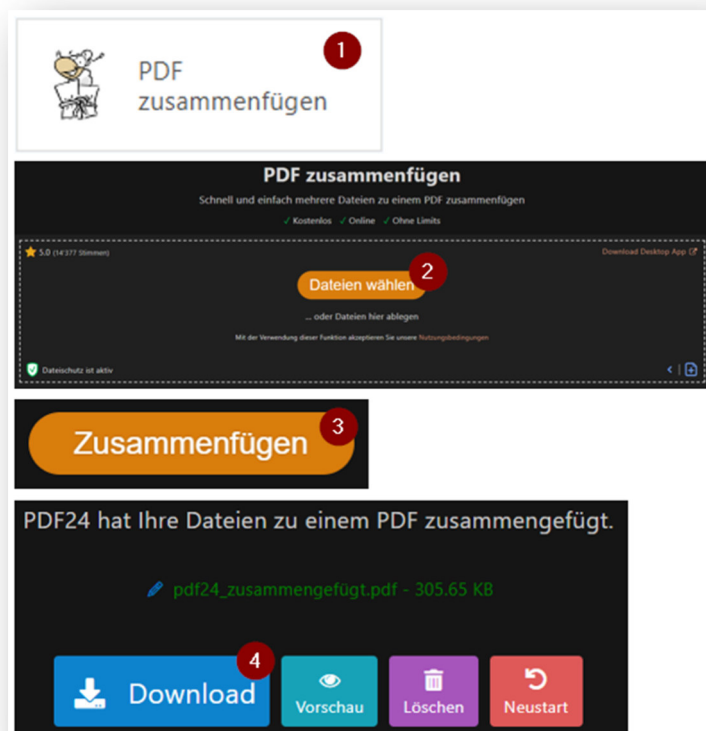 1
PDF
zusammenfügen
PDF zusammenfügen
Schnell und einfach mehrere Dateien zu einem PDF zusammenfügen
✓ Kostenlos ✓ Online ✓ Ohne Limits
5.0 (14'377 Stimmen)
Download Desktop App
Dateien wählen
2
... oder Dateien hier ablegen
Mit der Verwendung dieser Funktion akzeptieren Sie unsere Nutzungsbedingungen
Dateischutz ist aktiv
Zusammenfügen
3
PDF24 hat Ihre Dateien zu einem PDF zusammengefügt.
pdf24_zusammengefügt.pdf - 305.65 KB
4
Download
Vorschau
Löschen
Neustart